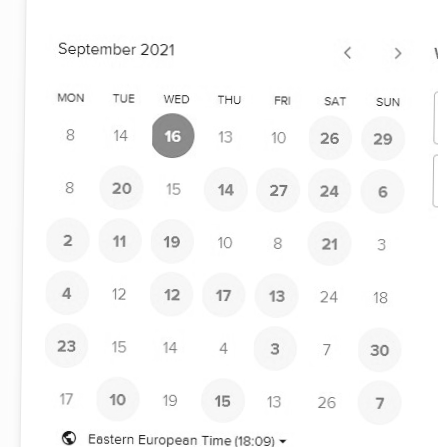 September 2021 < >
MON TUE WED THU FRI SAT SUN
8 14 16 13 10 26 29
8 20 15 14 27 24 6
2 11 19 10 8 21 3
4 12 12 17 13 24 18
23 15 14 4 3 7 30
17 10 19 15 13 26 7
Eastern European Time (18:09)